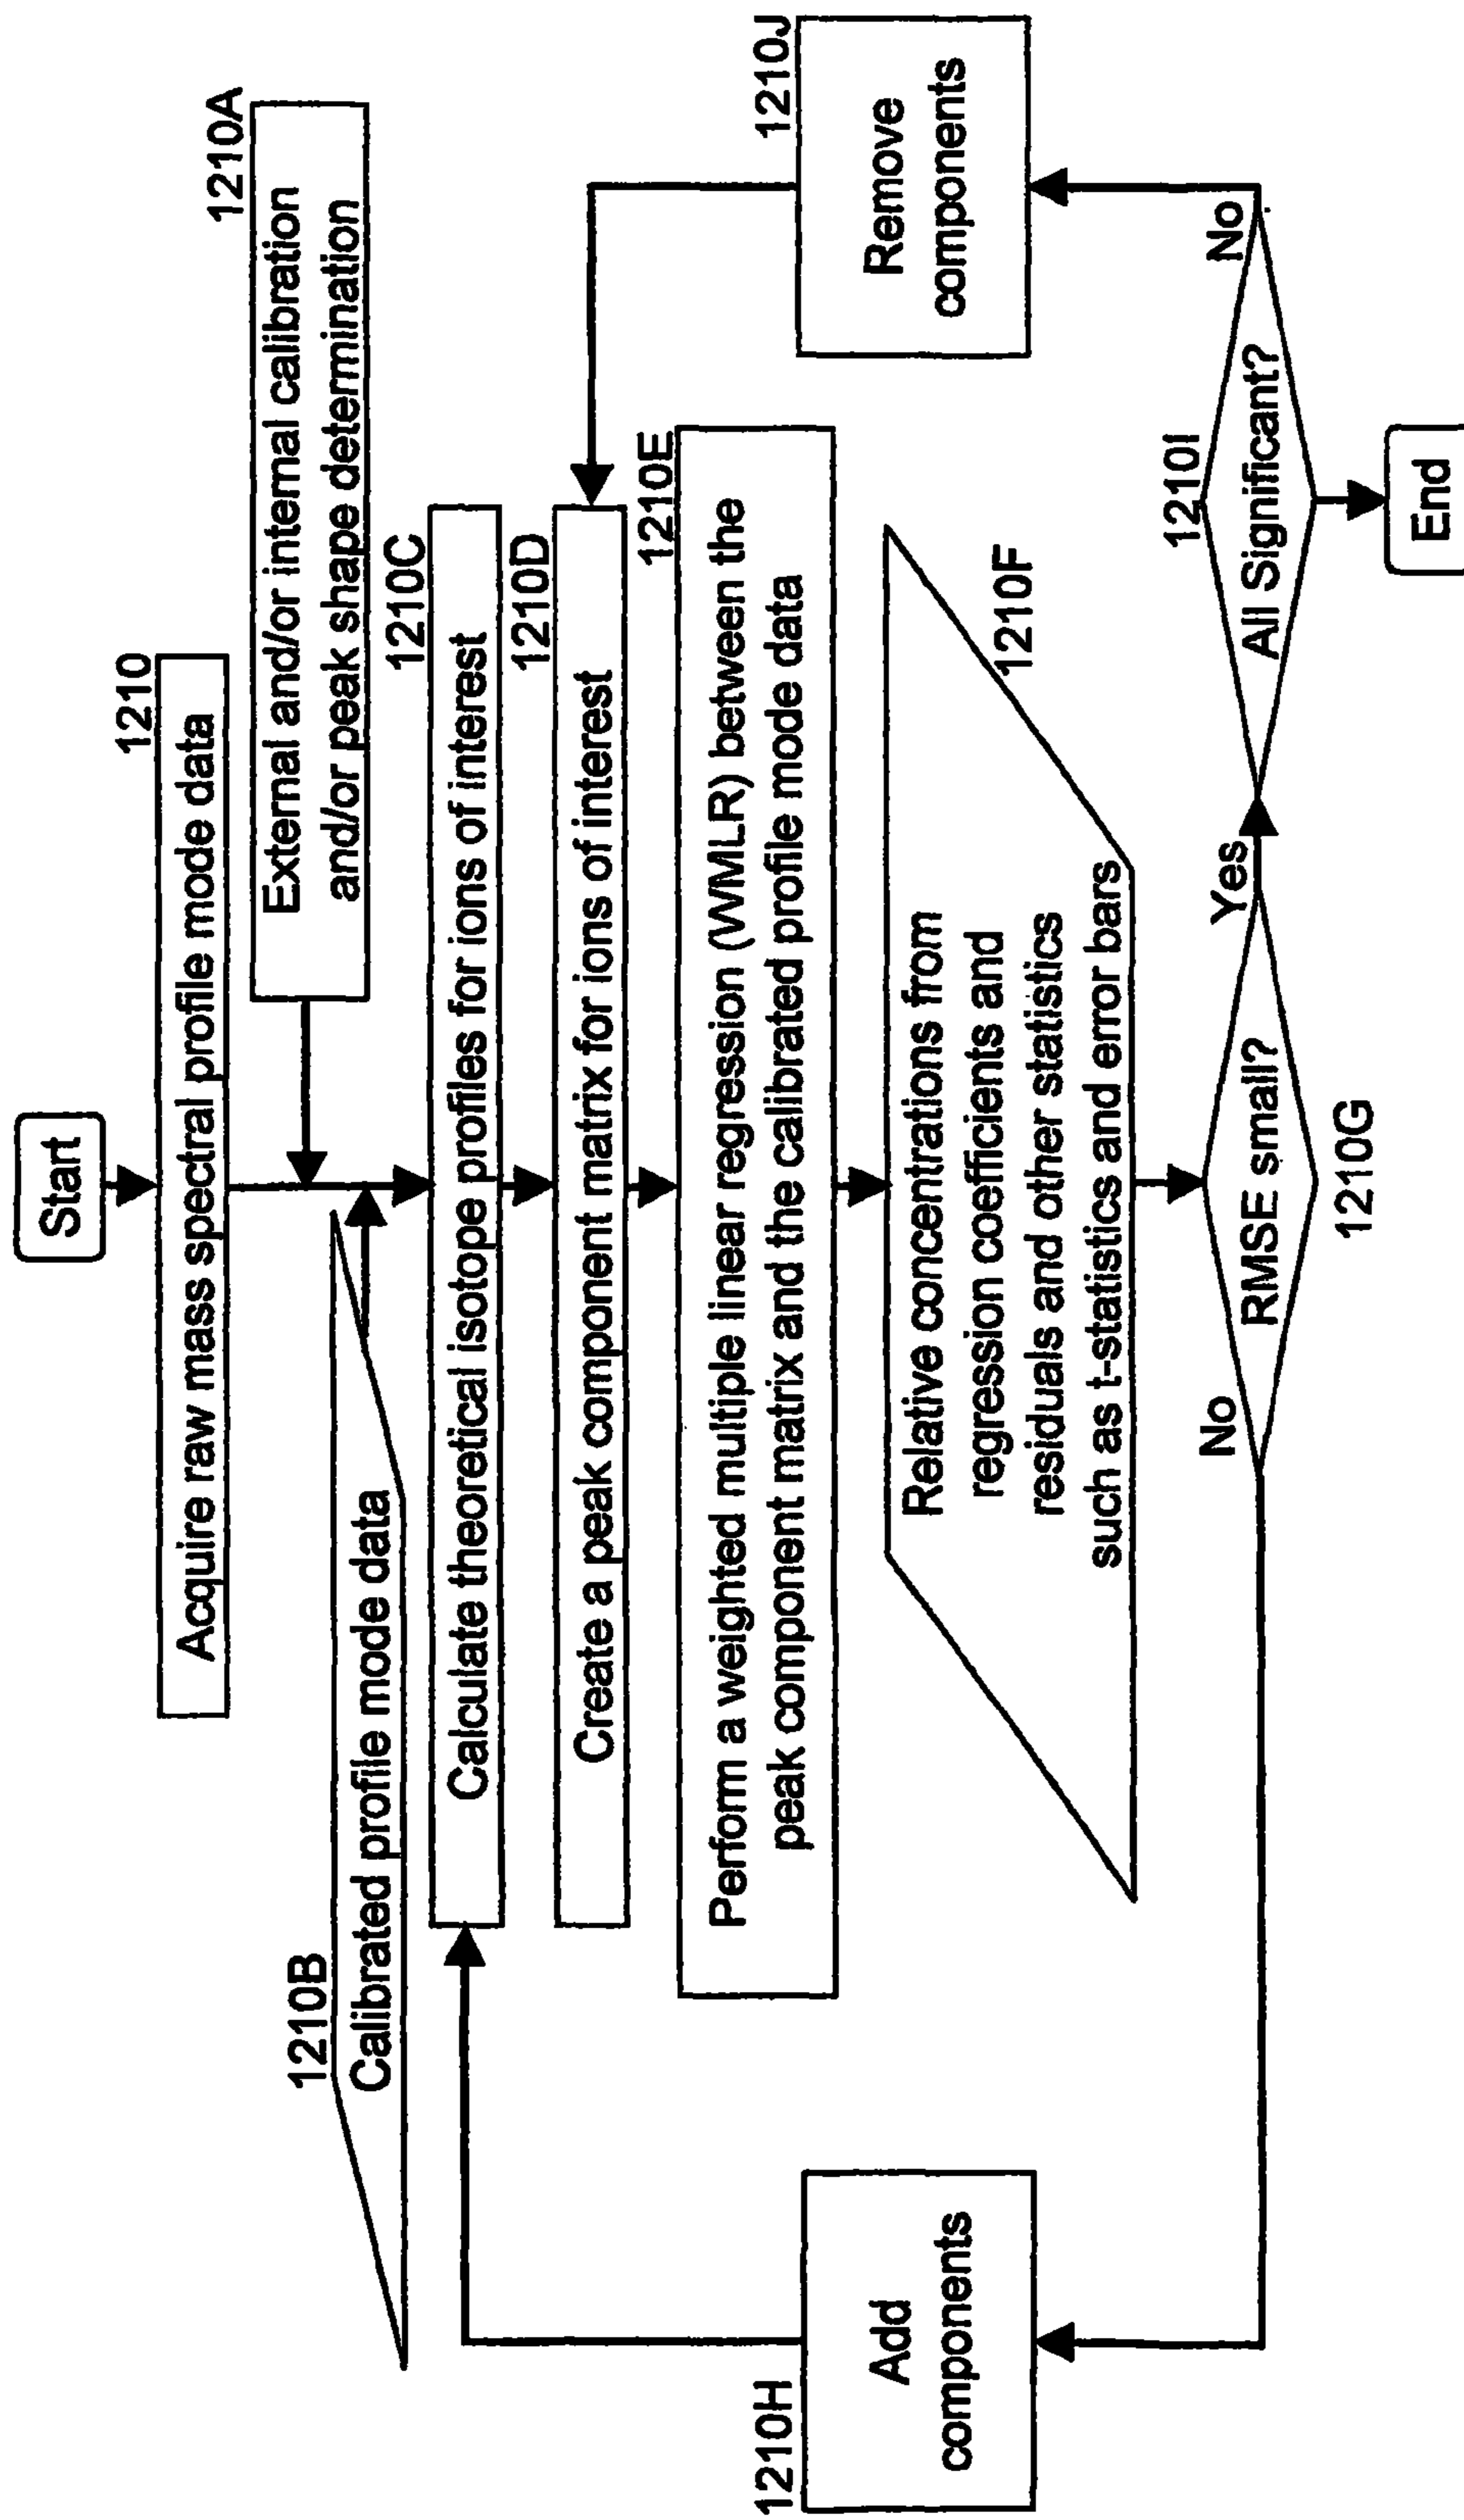 Start
1210
Acquire raw mass spectral profile mode data
1210A
External and/or internal calibration
and/or peak shape determination
1210B
Calibrated profile mode data
1210C
Calculate theoretical isotope profiles for ions of interest
1210D
Create a peak component matrix for ions of interest
1210E
Perform a weighted multiple linear regression (WMLR) between the
peak component matrix and the calibrated profile mode data
1210F
Relative concentrations from
regression coefficients and
residuals and other statistics
such as t-statistics and error bars
1210H
Add
components
1210J
Remove
components
No
RMSE small?
1210G
Yes
1210I
All Significant?
No
End